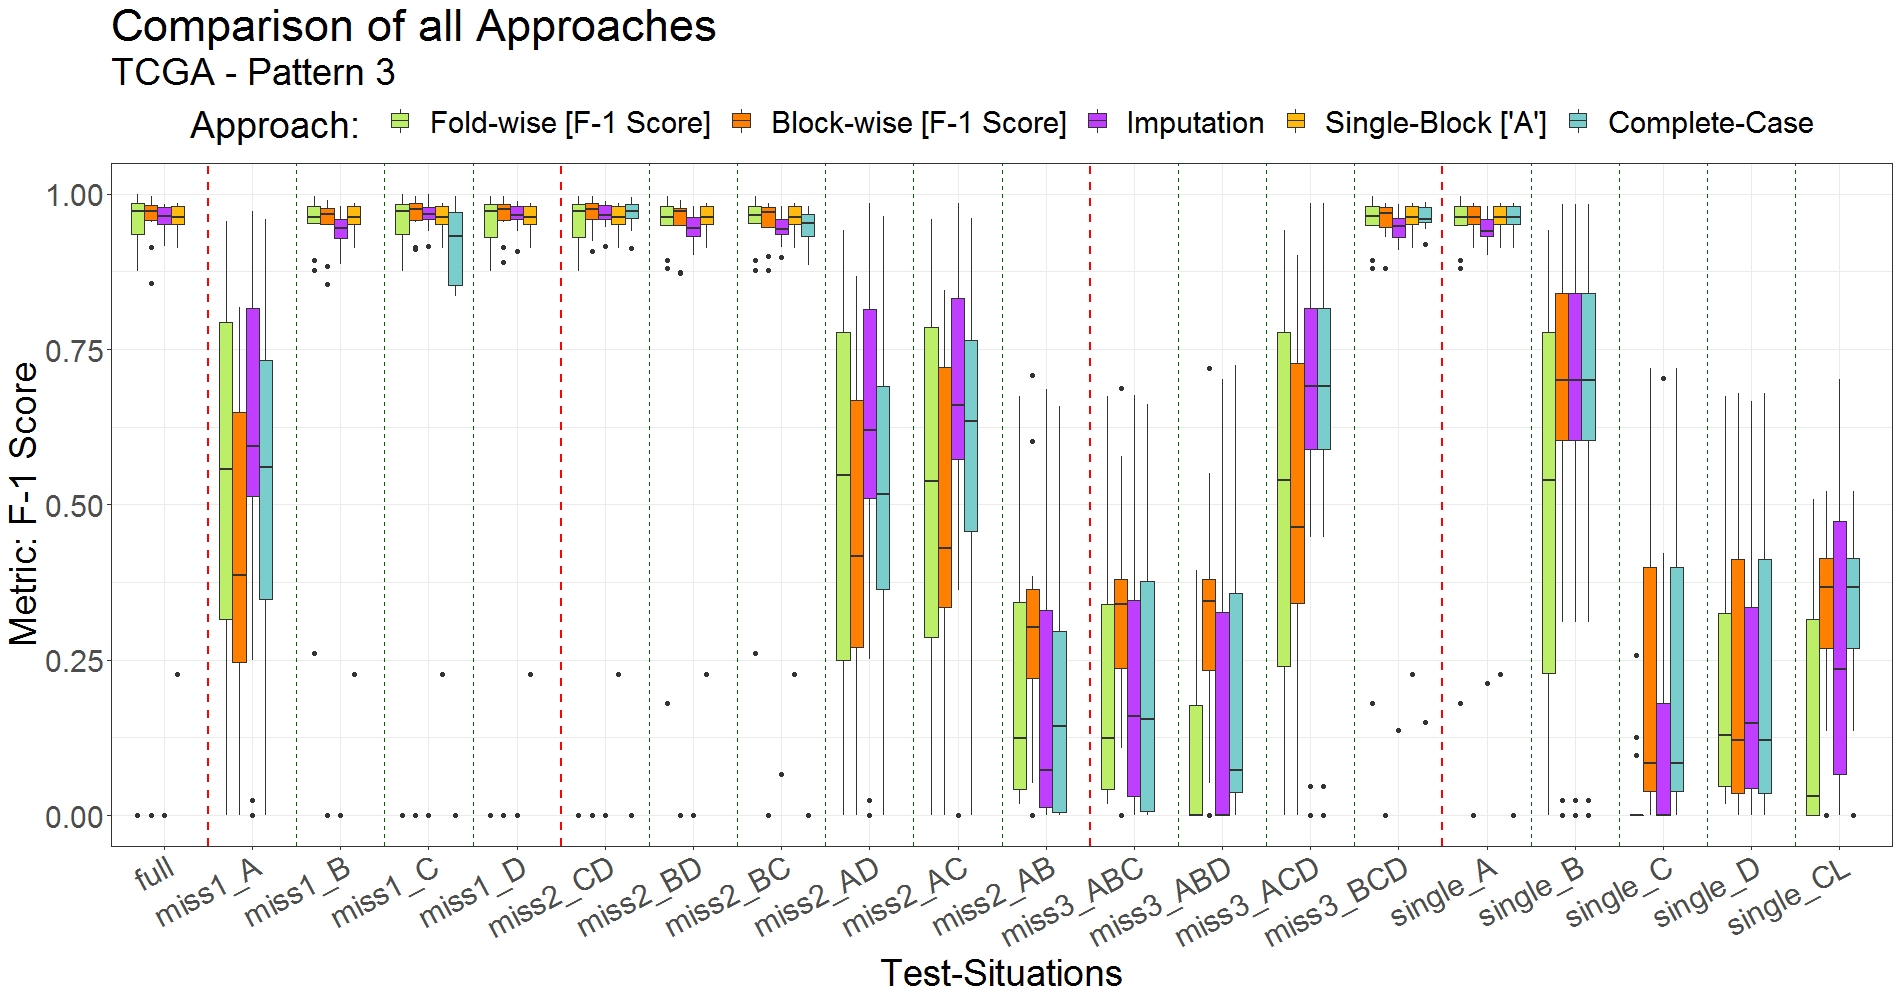 Comparison of all Approaches
TCGA - Pattern 3
Approach: Fold-wise [F-1 Score] Block-wise [F-1 Score] Imputation Single-Block ['A'] Complete-Case
Metric: F-1 Score
1.00
0.75
0.50
0.25
0.00
full miss1_A miss1_B miss1_C miss1_D miss2_CD miss2_BD miss2_BC miss2_AD miss2_AC miss2_AB miss3_ABC miss3_ABD miss3_ACD miss3_BCD single_A single_B single_C single_D single_CL
Test-Situations